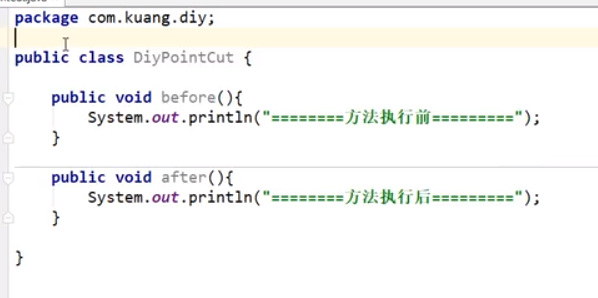 package com.kuang.diy;
public class DiyPointCut {
public void before(){
System.out.println("========方法执行前=========");
}
public void after(){
System.out.println("========方法执行后=========");
}
}